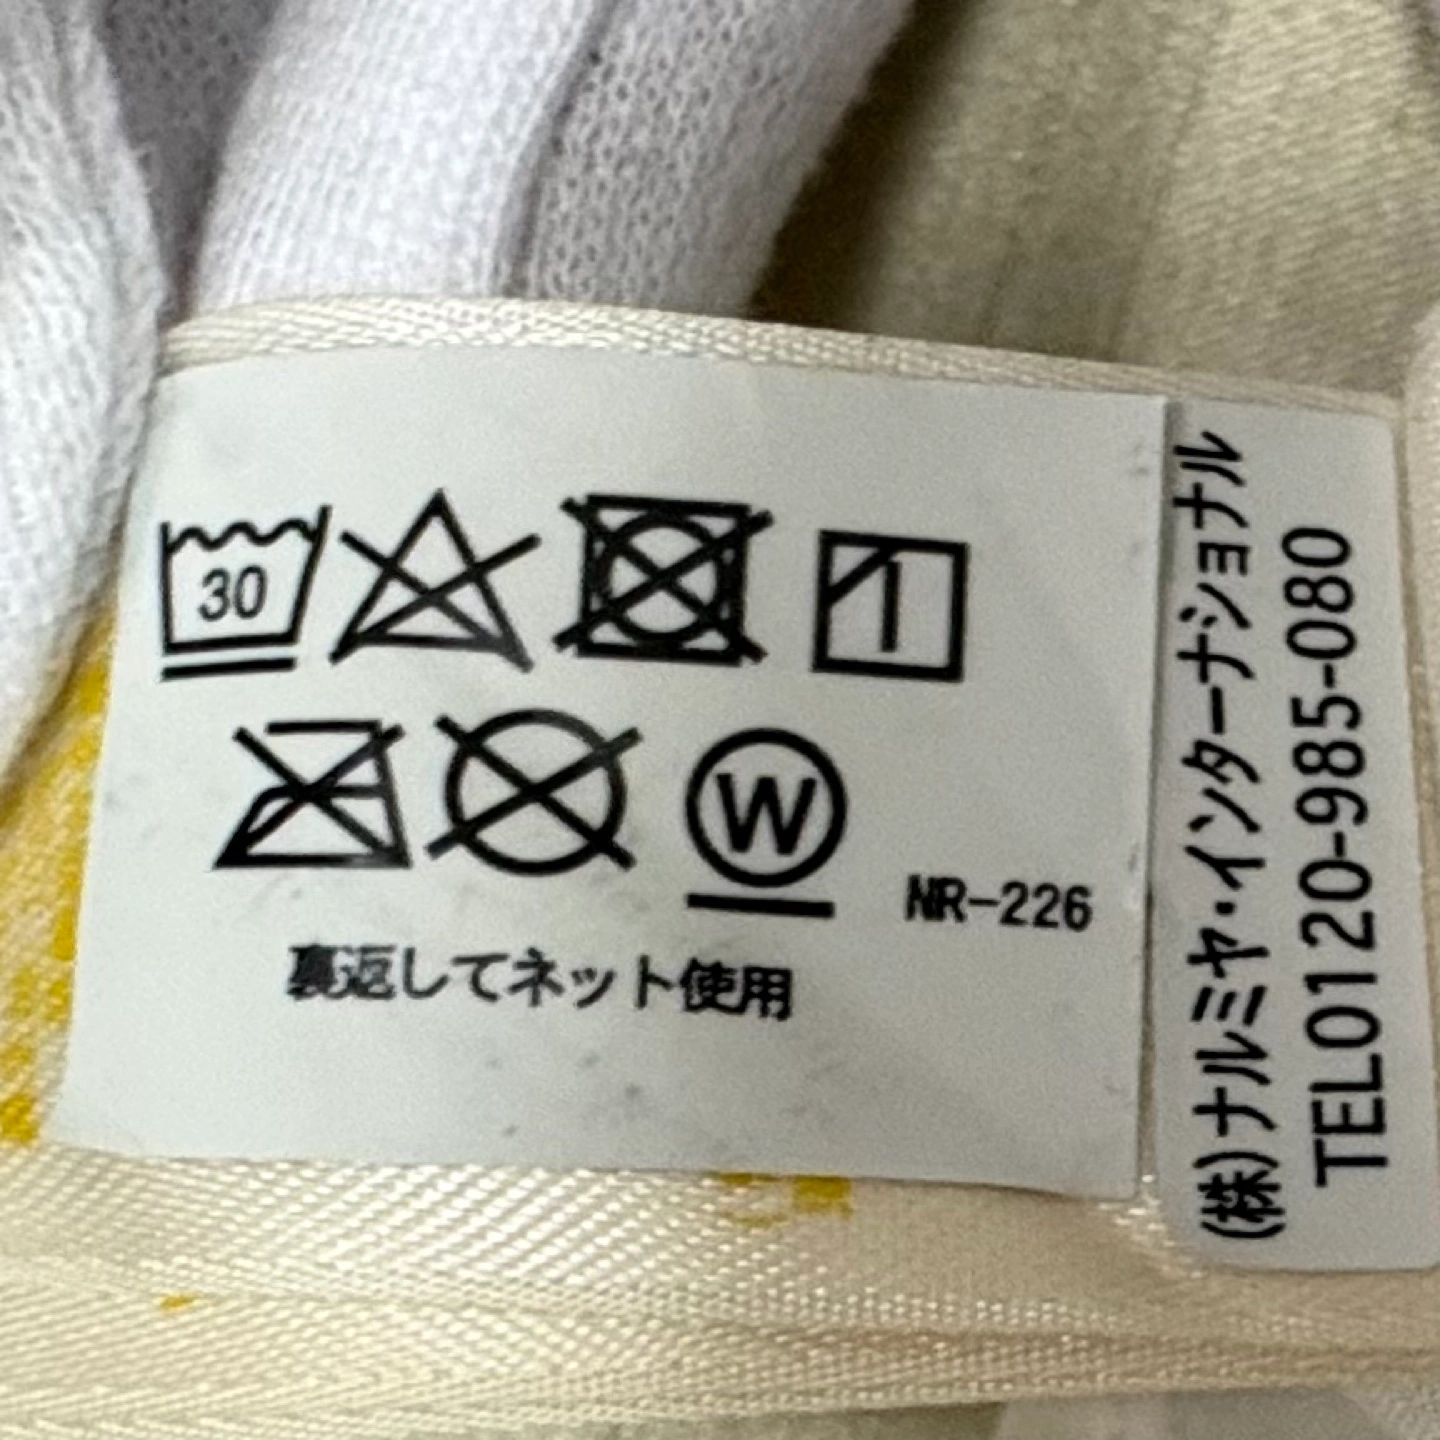 30
W
NR-226
裏返してネット使用
(株)ナルミヤ・インターナショナル
TEL0120-985-080